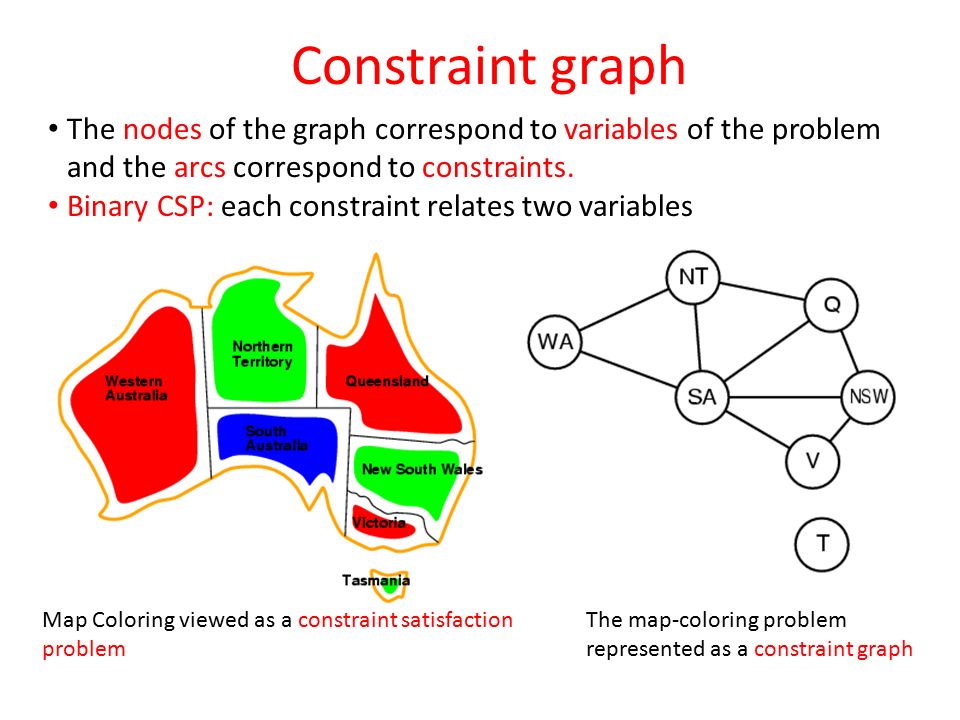 Constraint graph
• The nodes of the graph correspond to variables of the problem
and the arcs correspond to constraints.
• Binary CSP: each constraint relates two variables
Northern
Territory
Western
Australia
Queensland
South
Australia
New South Wales
Victoria
Tasmania
NT
Q
WA
SA
NSW
V
T
Map Coloring viewed as a constraint satisfaction
problem
The map-coloring problem
represented as a constraint graph